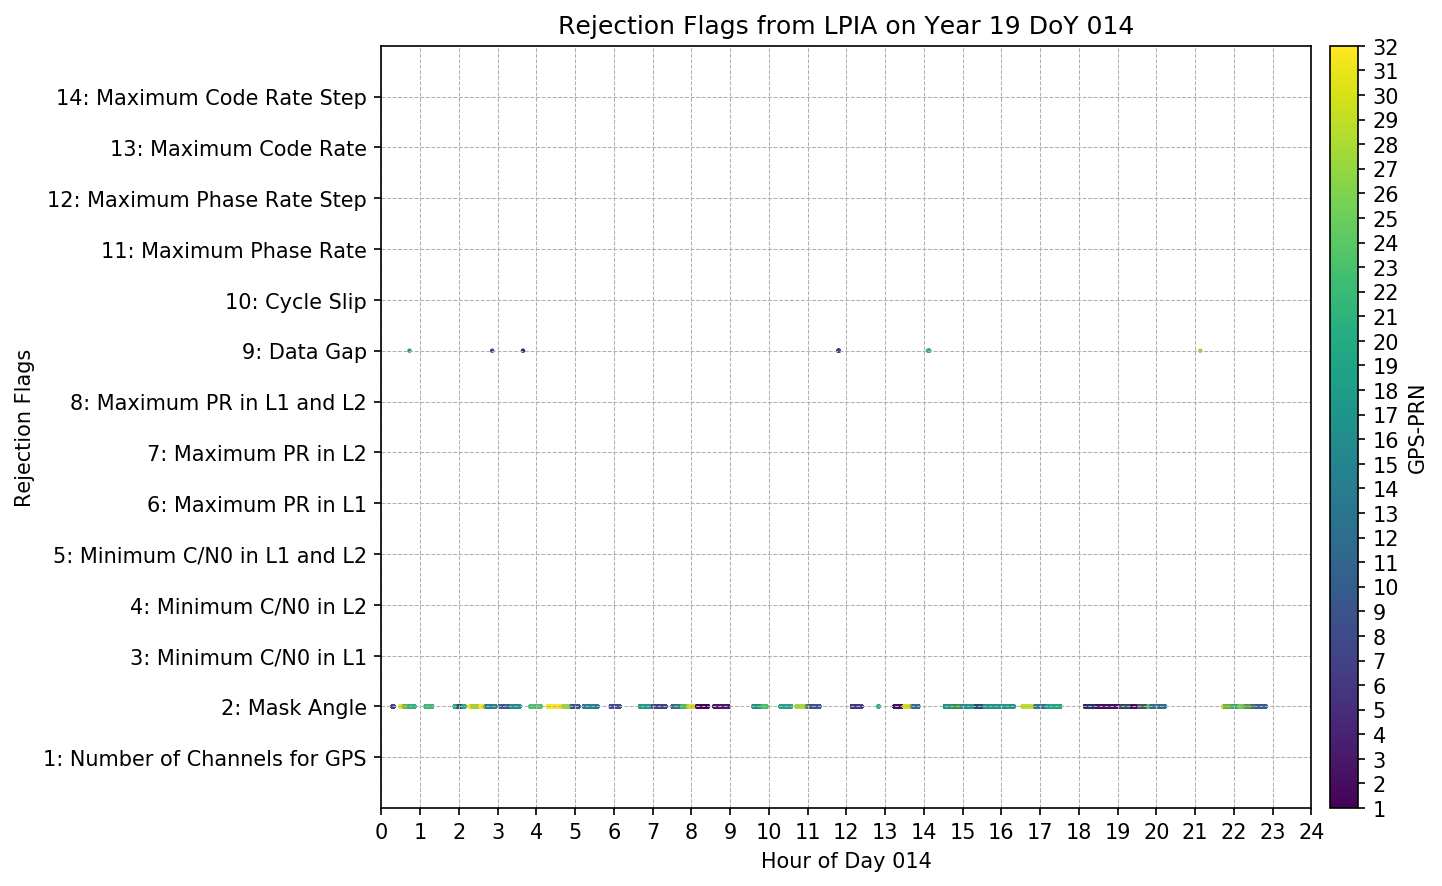 Rejection Flags from LPIA on Year 19 DoY 014
14: Maximum Code Rate Step
13: Maximum Code Rate
12: Maximum Phase Rate Step
11: Maximum Phase Rate
10: Cycle Slip
9: Data Gap
8: Maximum PR in L1 and L2
7: Maximum PR in L2
6: Maximum PR in L1
5: Minimum C/N0 in L1 and L2
4: Minimum C/N0 in L2
3: Minimum C/N0 in L1
2: Mask Angle
1: Number of Channels for GPS
Rejection Flags
0 1 2 3 4 5 6 7 8 9 10 11 12 13 14 15 16 17 18 19 20 21 22 23 24
Hour of Day 014
32
31
30
29
28
27
26
25
24
23
22
21
20
19
18
17
16
15
14
13
12
11
10
9
8
7
6
5
4
3
2
1
GPS-PRN